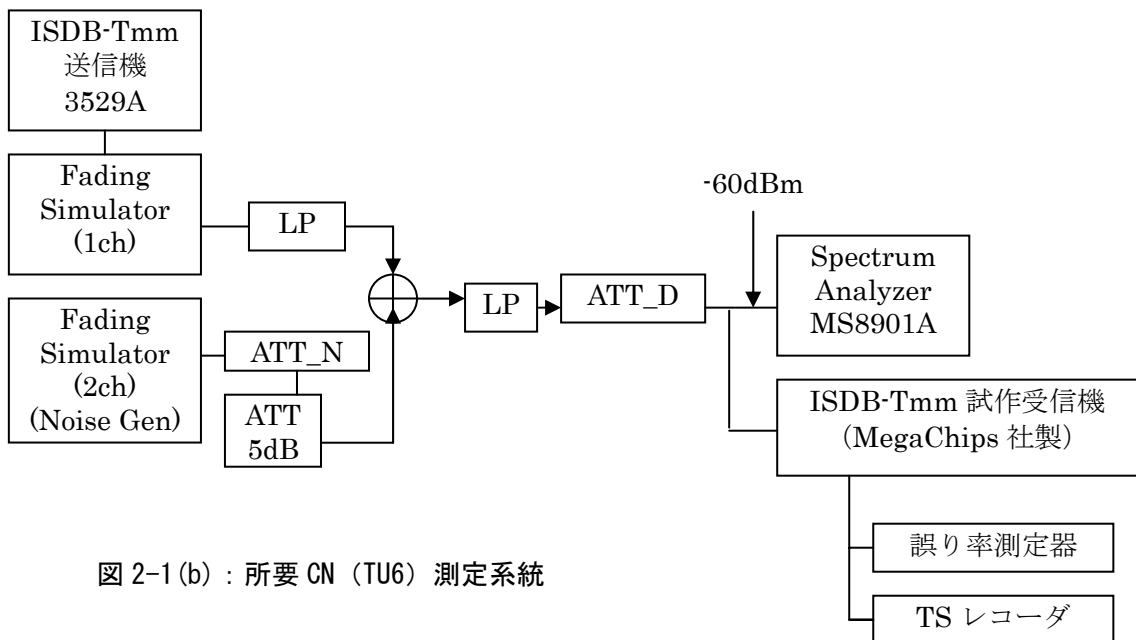 ISDB-Tmm
送信機
3529A
Fading
Simulator
(1ch)
LP
Fading
Simulator
(2ch)
(Noise Gen)
ATT_N
ATT
5dB
LP
ATT_D
-60dBm
Spectrum
Analyzer
MS8901A
ISDB-Tmm 試作受信機
（MegaChips 社製）
誤り率測定器
TS レコーダ
図 2-1(b)：所要 CN（TU6）測定系統